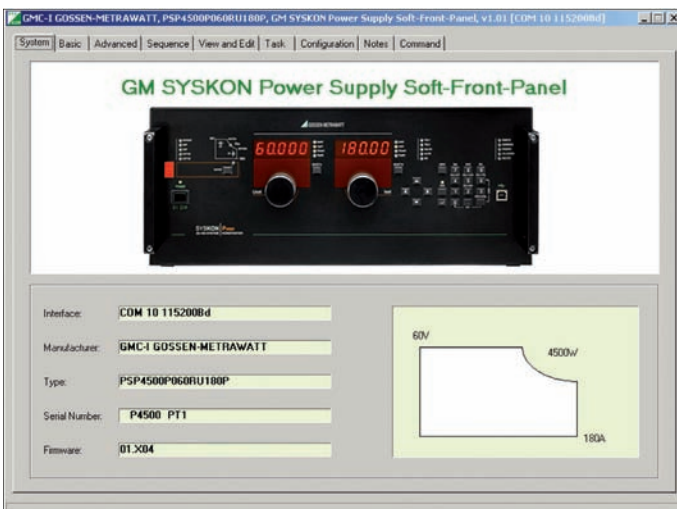 GMC-I GOSSEN-METRAWATT, PSP4500P060RU180P, GM SYSKON Power Supply Soft-Front-Panel, v1.01 [COM 10 115200Bd]
System Basic Advanced Sequence View and Edit Task Configuration Notes Command
GM SYSKON Power Supply Soft-Front-Panel
GOSSEN METRAWATT
60.000 180.00
SYSKON Power
Interface: COM 10 115200Bd
Manufacturer: GMC-I GOSSEN-METRAWATT
Type: PSP4500P060RU180P
Serial Number: P4500 PT1
Firmware: 01.X04
60V
4500W
180A